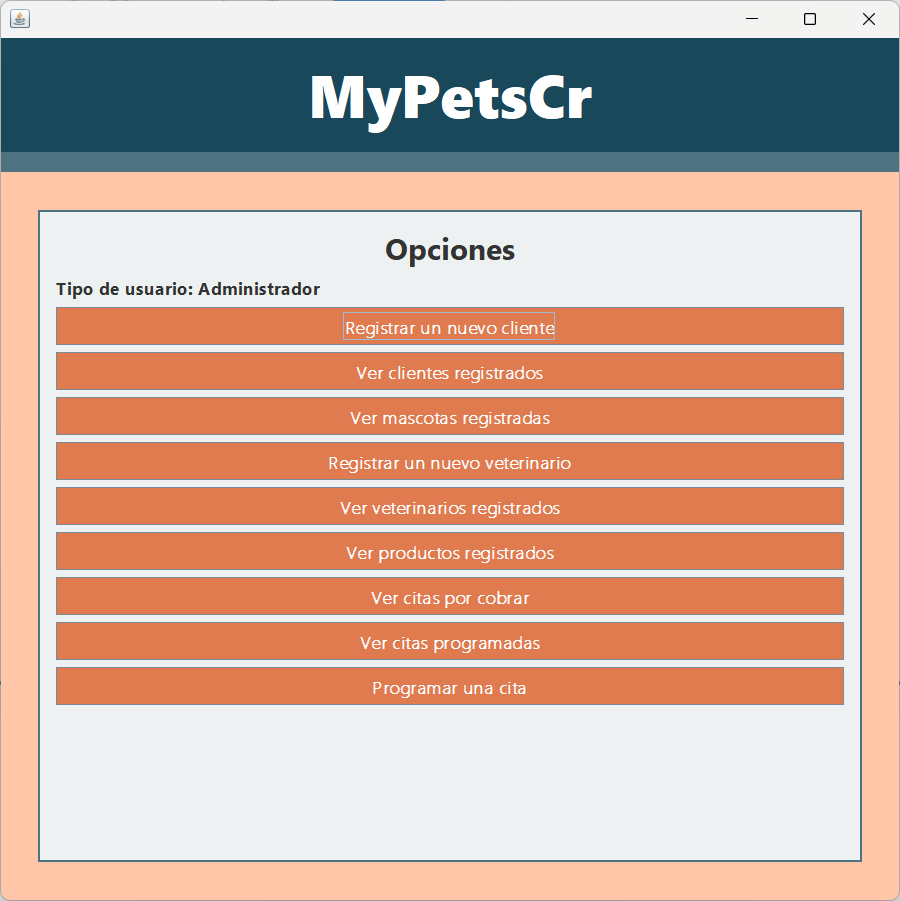 MyPetsCr
Opciones
Tipo de usuario: Administrador
Registrar un nuevo cliente
Ver clientes registrados
Ver mascotas registradas
Registrar un nuevo veterinario
Ver veterinarios registrados
Ver productos registrados
Ver citas por cobrar
Ver citas programadas
Programar una cita